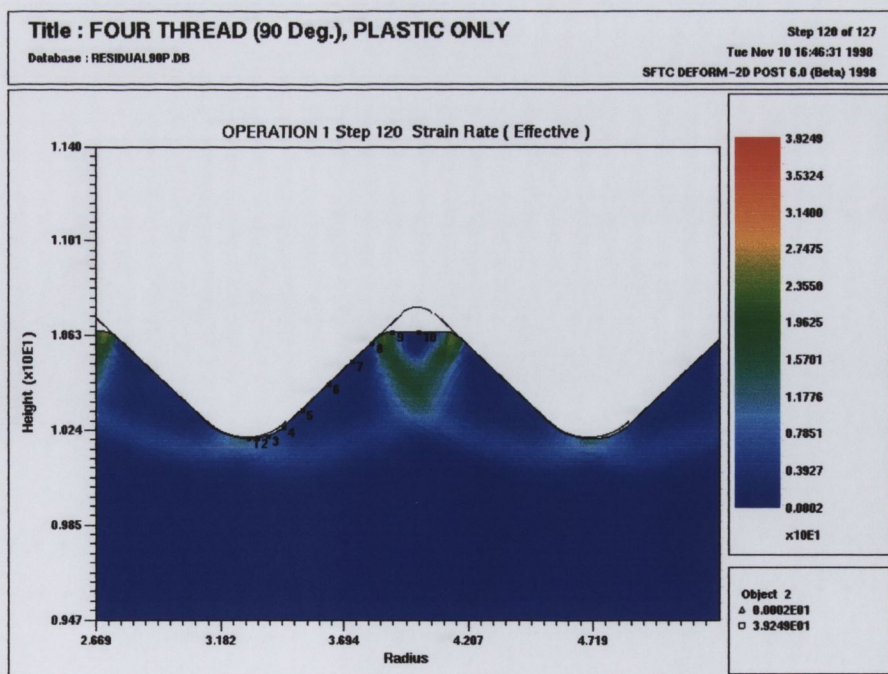 Title : FOUR THREAD (90 Deg.), PLASTIC ONLY
Database : RESIDUAL90P.DB
Step 120 of 127
Tue Nov 10 16:46:31 1998
SFTC DEFORM-2D POST 6.0 (Beta) 1998
OPERATION 1 Step 120 Strain Rate ( Effective )
1.140
1.101
1.063
1.024
0.985
0.947
Height (x10E1)
2.669
3.182
3.694
4.207
4.719
Radius
1
2
3
4
5
6
7
8
9
10
3.9249
3.5324
3.1400
2.7475
2.3550
1.9625
1.5701
1.1776
0.7851
0.3927
0.0002
x10E1
Object 2
0.0002E01
3.9249E01